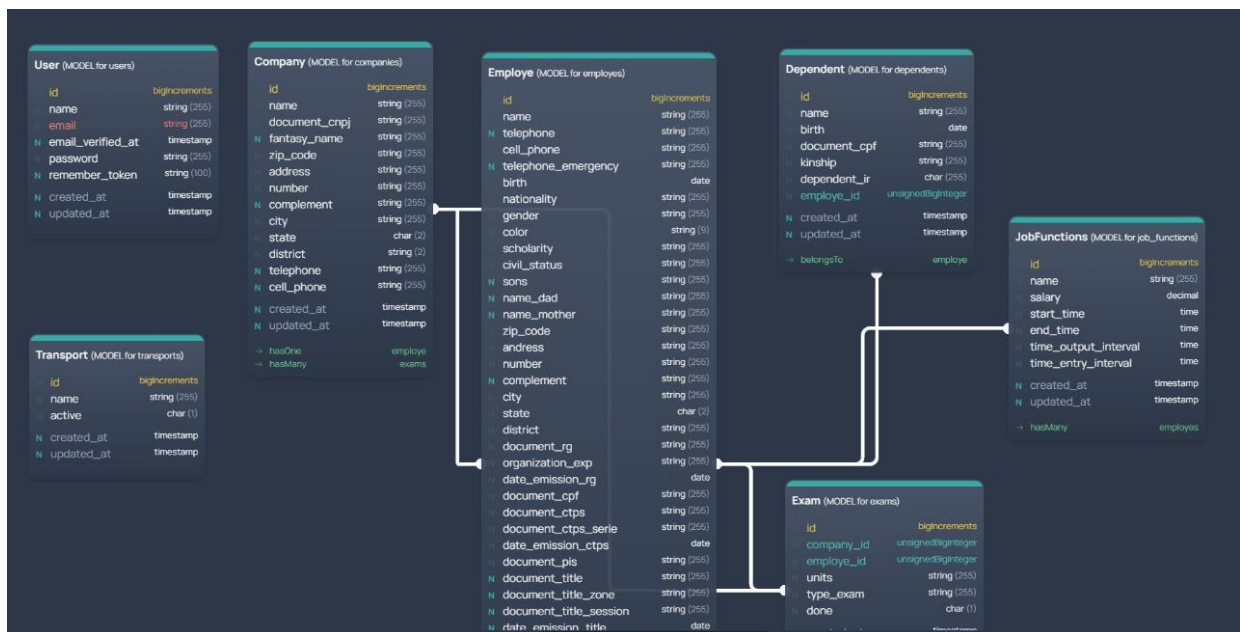 User (MODEL for users)
id bigIncrements
name string (255)
email string (255)
N email_verified_at timestamp
N password string (255)
N remember_token string (100)
N created_at timestamp
N updated_at timestamp
Company (MODEL for companies)
id bigIncrements
name string (255)
document_cnpj string (255)
N fantasy_name string (255)
zip_code string (255)
address string (255)
number string (255)
N complement string (255)
city string (255)
state char (2)
district string (2)
N telephone string (255)
N cell_phone string (255)
N created_at timestamp
N updated_at timestamp
→ hasOne employe
→ hasMany exams
Transport (MODEL for transports)
id bigIncrements
name string (255)
active char (1)
N created_at timestamp
N updated_at timestamp
Employe (MODEL for employes)
id bigIncrements
name string (255)
N telephone string (255)
cell_phone string (255)
N telephone_emergency string (255)
birth date
nationality string (255)
gender string (255)
color string (9)
scholarity string (255)
civil_status string (255)
N sons string (255)
N name_dad string (255)
N name_mother string (255)
zip_code string (255)
andress string (255)
number string (255)
N complement string (255)
city string (255)
state char (2)
district string (255)
document_rg string (255)
organization_exp string (255)
date_emission_rg date
document_cpf string (255)
document_ctps string (255)
document_ctps_serie string (255)
date_emission_ctps date
document_pis string (255)
N document_title string (255)
N document_title_zone string (255)
N document_title_session string (255)
N date_emission_title date
Dependent (MODEL for dependents)
id bigIncrements
name string (255)
birth date
document_cpf string (255)
kinship string (255)
dependent_ir char (255)
employe_id unsignedBigInteger
N created_at timestamp
N updated_at timestamp
→ belongsTo employe
JobFunctions (MODEL for job_functions)
id bigIncrements
name string (255)
salary decimal
start_time time
end_time time
time_output_interval time
time_entry_interval time
N created_at timestamp
N updated_at timestamp
→ hasMany employes
Exam (MODEL for exams)
id bigIncrements
company_id unsignedBigInteger
employe_id unsignedBigInteger
units string (255)
type_exam string (255)
done char (1)